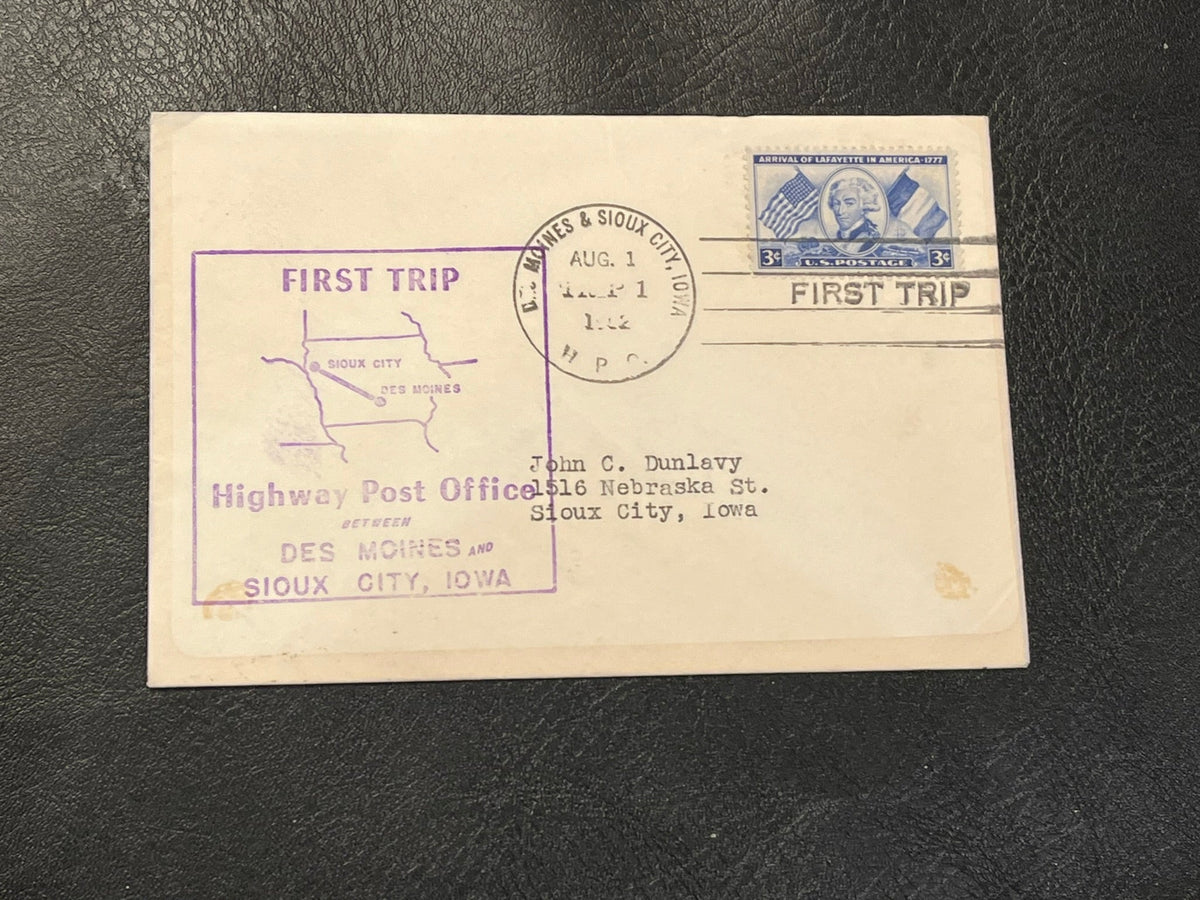 ARRIVAL OF LAFAYETTE IN AMERICA-1777
3¢ U.S. POSTAGE 3¢
FIRST TRIP
DES MOINES & SIOUX CITY, IOWA
AUG. 1
TRIP 1
H. P. O.
FIRST TRIP
SIOUX CITY
DES MOINES
Highway Post Office
BETWEEN
DES MOINES AND
SIOUX CITY, IOWA
John C. Dunlavy
1516 Nebraska St.
Sioux City, Iowa